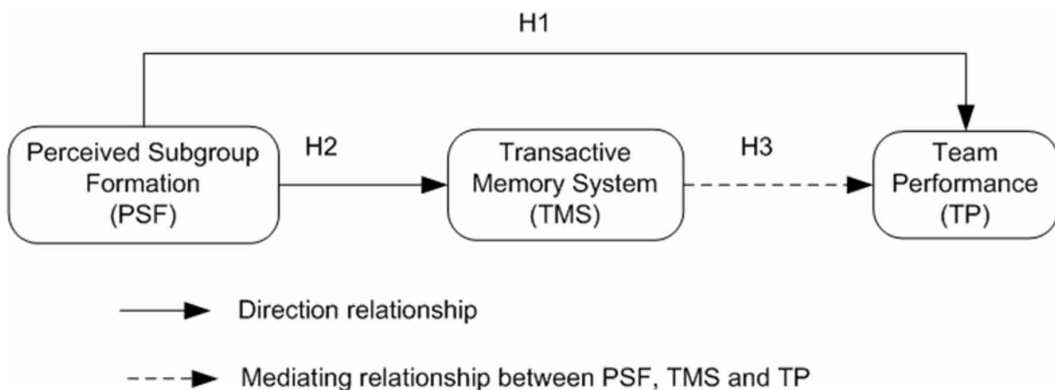 H1
Perceived Subgroup
Formation
(PSF)
H2
Transactive
Memory System
(TMS)
H3
Team
Performance
(TP)
Direction relationship
Mediating relationship between PSF, TMS and TP